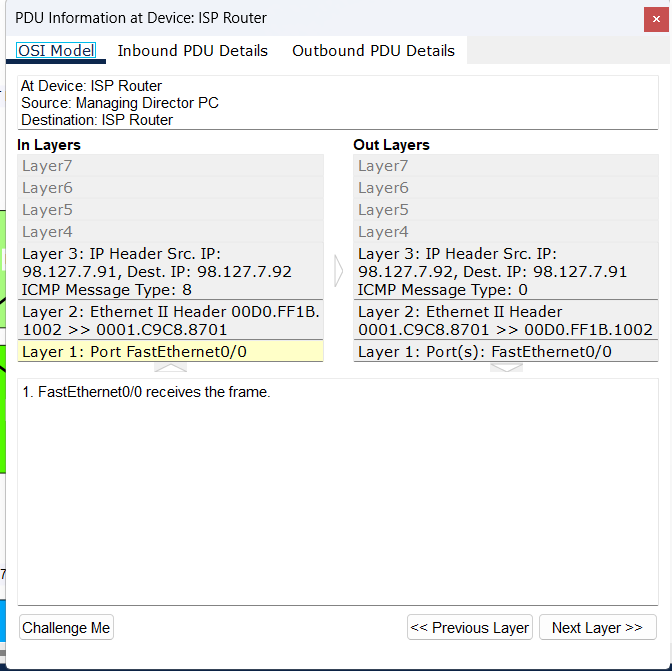 PDU Information at Device: ISP Router
OSI Model Inbound PDU Details Outbound PDU Details
At Device: ISP Router
Source: Managing Director PC
Destination: ISP Router
In Layers
Layer7
Layer6
Layer5
Layer4
Layer 3: IP Header Src. IP:
98.127.7.91, Dest. IP: 98.127.7.92
ICMP Message Type: 8
Layer 2: Ethernet II Header 00D0.FF1B.
1002 >> 0001.C9C8.8701
Layer 1: Port FastEthernet0/0
Out Layers
Layer7
Layer6
Layer5
Layer4
Layer 3: IP Header Src. IP:
98.127.7.92, Dest. IP: 98.127.7.91
ICMP Message Type: 0
Layer 2: Ethernet II Header
0001.C9C8.8701 >> 00D0.FF1B.1002
Layer 1: Port(s): FastEthernet0/0
1. FastEthernet0/0 receives the frame.
7
Challenge Me << Previous Layer Next Layer >>